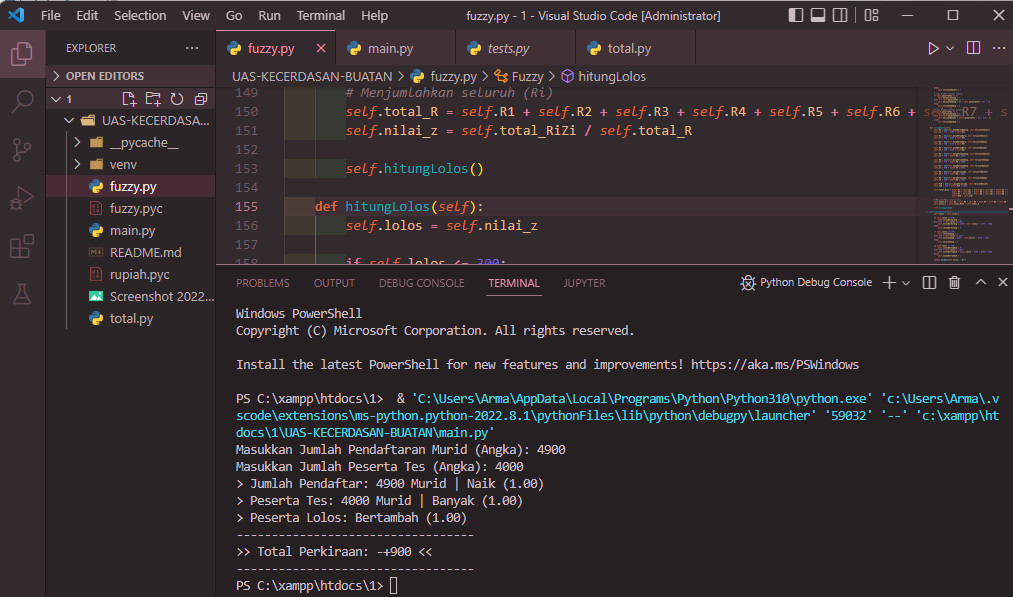 File Edit Selection View Go Run Terminal Help fuzzy.py - 1 - Visual Studio Code [Administrator]
EXPLORER ···
OPEN EDITORS
1
UAS-KECERDASA...
__pycache__
venv
fuzzy.py
fuzzy.pyc
main.py
README.md
rupiah.pyc
Screenshot 2022...
total.py
fuzzy.py main.py tests.py total.py
UAS-KECERDASAN-BUATAN > fuzzy.py > Fuzzy > hitungLolos
149 # Menjumlahkan seluruh (Ri)
150 self.total_R = self.R1 + self.R2 + self.R3 + self.R4 + self.R5 + self.R6 + self.R7 + s
151 self.nilai_z = self.total_RiZi / self.total_R
152
153 self.hitungLolos()
154
155 def hitungLolos(self):
156 self.lolos = self.nilai_z
157
158 if self.lolos <= 300:
PROBLEMS OUTPUT DEBUG CONSOLE TERMINAL JUPYTER Python Debug Console
Windows PowerShell
Copyright (C) Microsoft Corporation. All rights reserved.
Install the latest PowerShell for new features and improvements! https://aka.ms/PSWindows
PS C:\xampp\htdocs\1> & 'C:\Users\Arma\AppData\Local\Programs\Python\Python310\python.exe' 'c:\Users\Arma\.v
scode\extensions\ms-python.python-2022.8.1\pythonFiles\lib\python\debugpy\launcher' '59032' '--' 'c:\xampp\ht
docs\1\UAS-KECERDASAN-BUATAN\main.py'
Masukkan Jumlah Pendaftaran Murid (Angka): 4900
Masukkan Jumlah Peserta Tes (Angka): 4000
> Jumlah Pendaftar: 4900 Murid | Naik (1.00)
> Peserta Tes: 4000 Murid | Banyak (1.00)
> Peserta Lolos: Bertambah (1.00)
----------------------------------
>> Total Perkiraan: -+900 <<
----------------------------------
PS C:\xampp\htdocs\1>